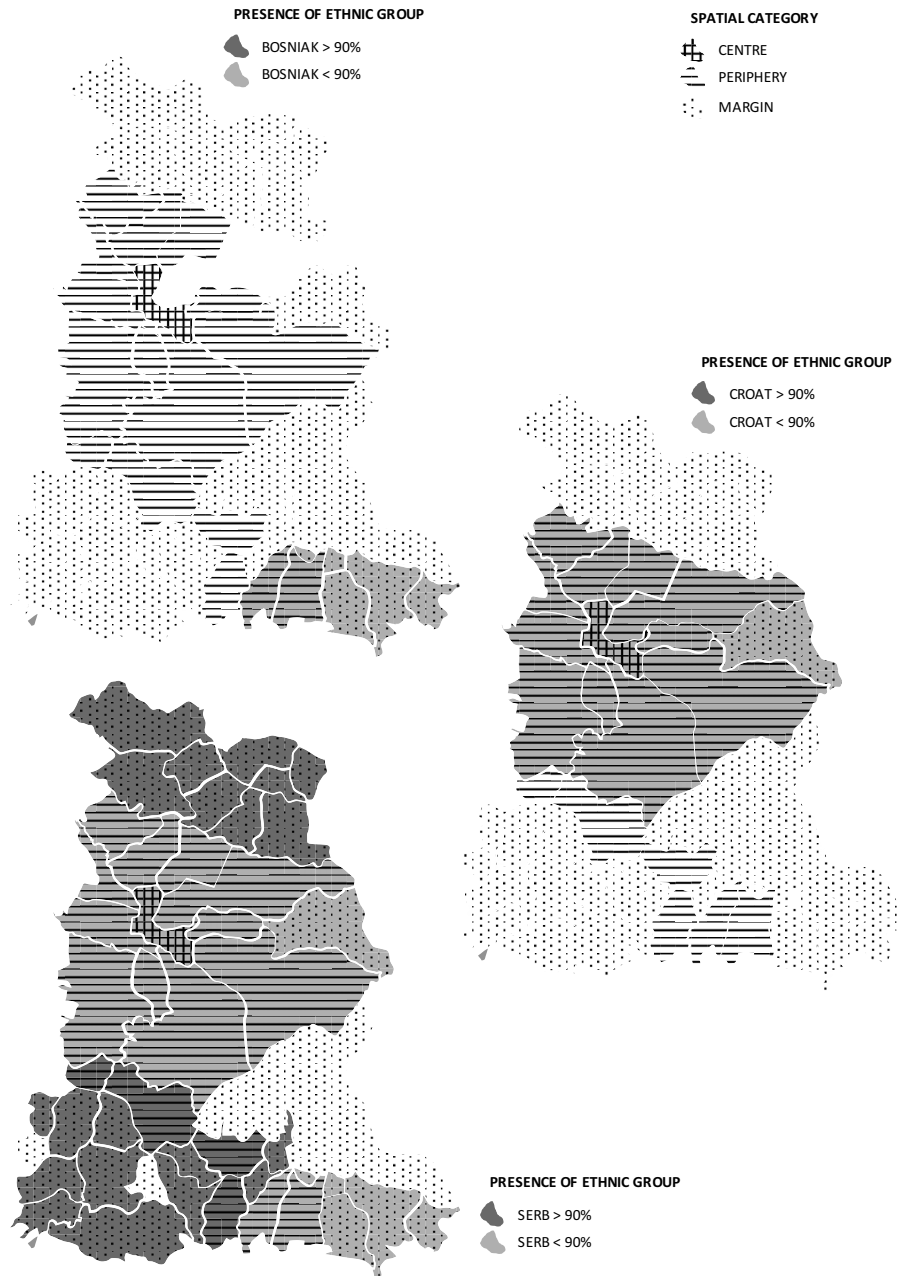 PRESENCE OF ETHNIC GROUP
BOSNIAK > 90%
BOSNIAK < 90%
SPATIAL CATEGORY
CENTRE
PERIPHERY
MARGIN
PRESENCE OF ETHNIC GROUP
CROAT > 90%
CROAT < 90%
PRESENCE OF ETHNIC GROUP
SERB > 90%
SERB < 90%